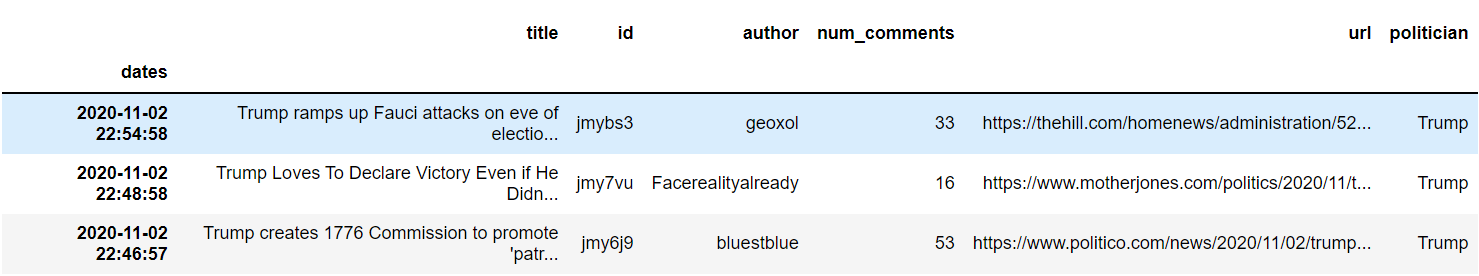 title id author num_comments url politician
dates
2020-11-02 22:54:58 Trump ramps up Fauci attacks on eve of electio... jmybs3 geoxol 33 https://thehill.com/homenews/administration/52... Trump
2020-11-02 22:48:58 Trump Loves To Declare Victory Even if He Didn... jmy7vu Facerealityalready 16 https://www.motherjones.com/politics/2020/11/t... Trump
2020-11-02 22:46:57 Trump creates 1776 Commission to promote 'patr... jmy6j9 bluestblue 53 https://www.politico.com/news/2020/11/02/trump... Trump